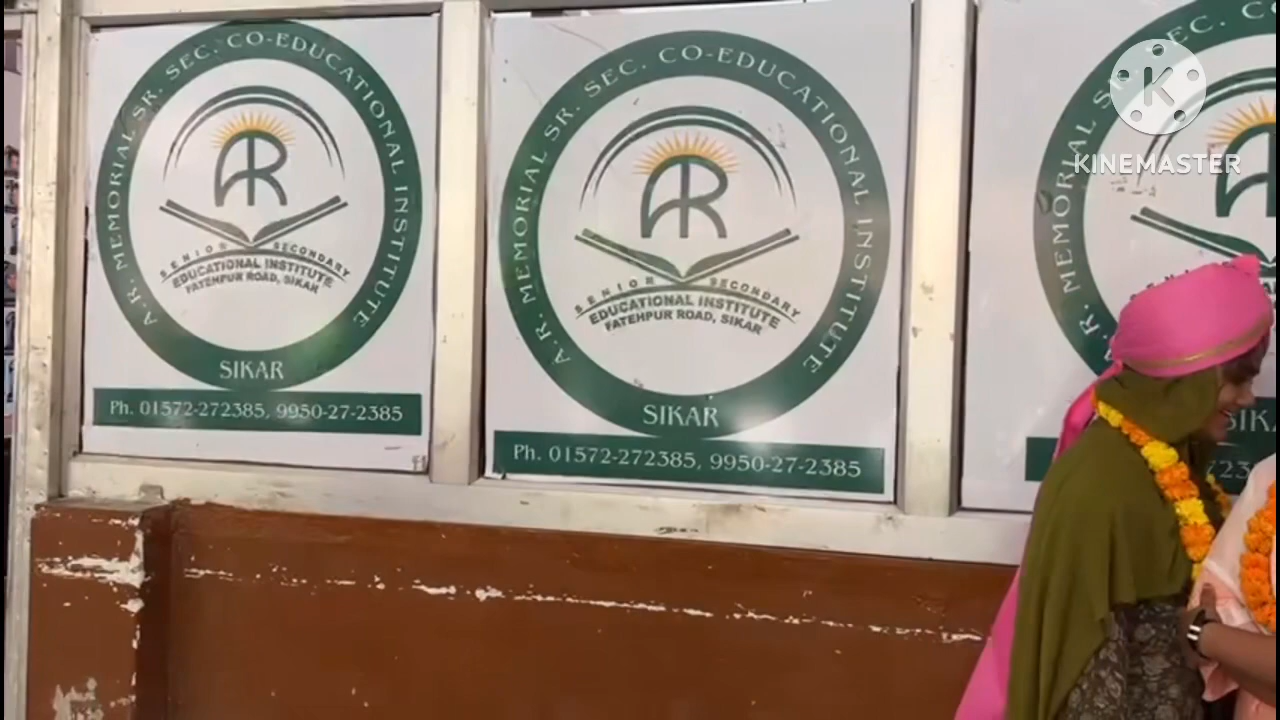 A.R. MEMORIAL SR. SEC. CO-EDUCATIONAL INSTITUTE
AR
SENIOR SECONDARY
EDUCATIONAL INSTITUTE
FATEHPUR ROAD, SIKAR
SIKAR
Ph. 01572-272385, 9950-27-2385
A.R. MEMORIAL SR. SEC. CO-EDUCATIONAL INSTITUTE
AR
SENIOR SECONDARY
EDUCATIONAL INSTITUTE
FATEHPUR ROAD, SIKAR
SIKAR
Ph. 01572-272385, 9950-27-2385
K
KINEMASTER
A.R. MEMORIAL